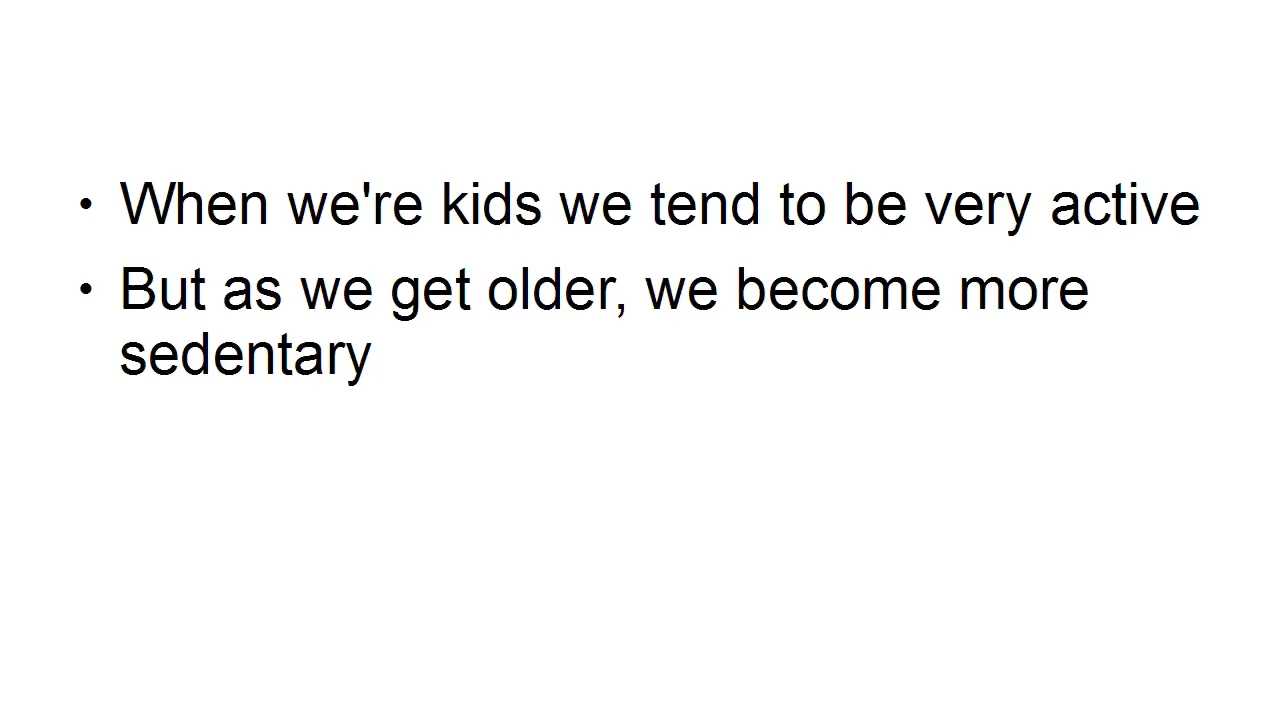 • When we're kids we tend to be very active
• But as we get older, we become more
sedentary